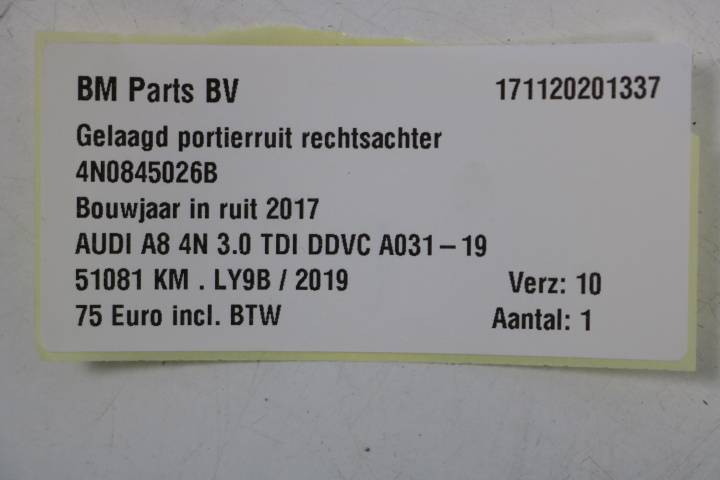 BM Parts BV 171120201337
Gelaagd portierruit rechtsachter
4N0845026B
Bouwjaar in ruit 2017
AUDI A8 4N 3.0 TDI DDVC A031-19
51081 KM . LY9B / 2019 Verz: 10
75 Euro incl. BTW Aantal: 1